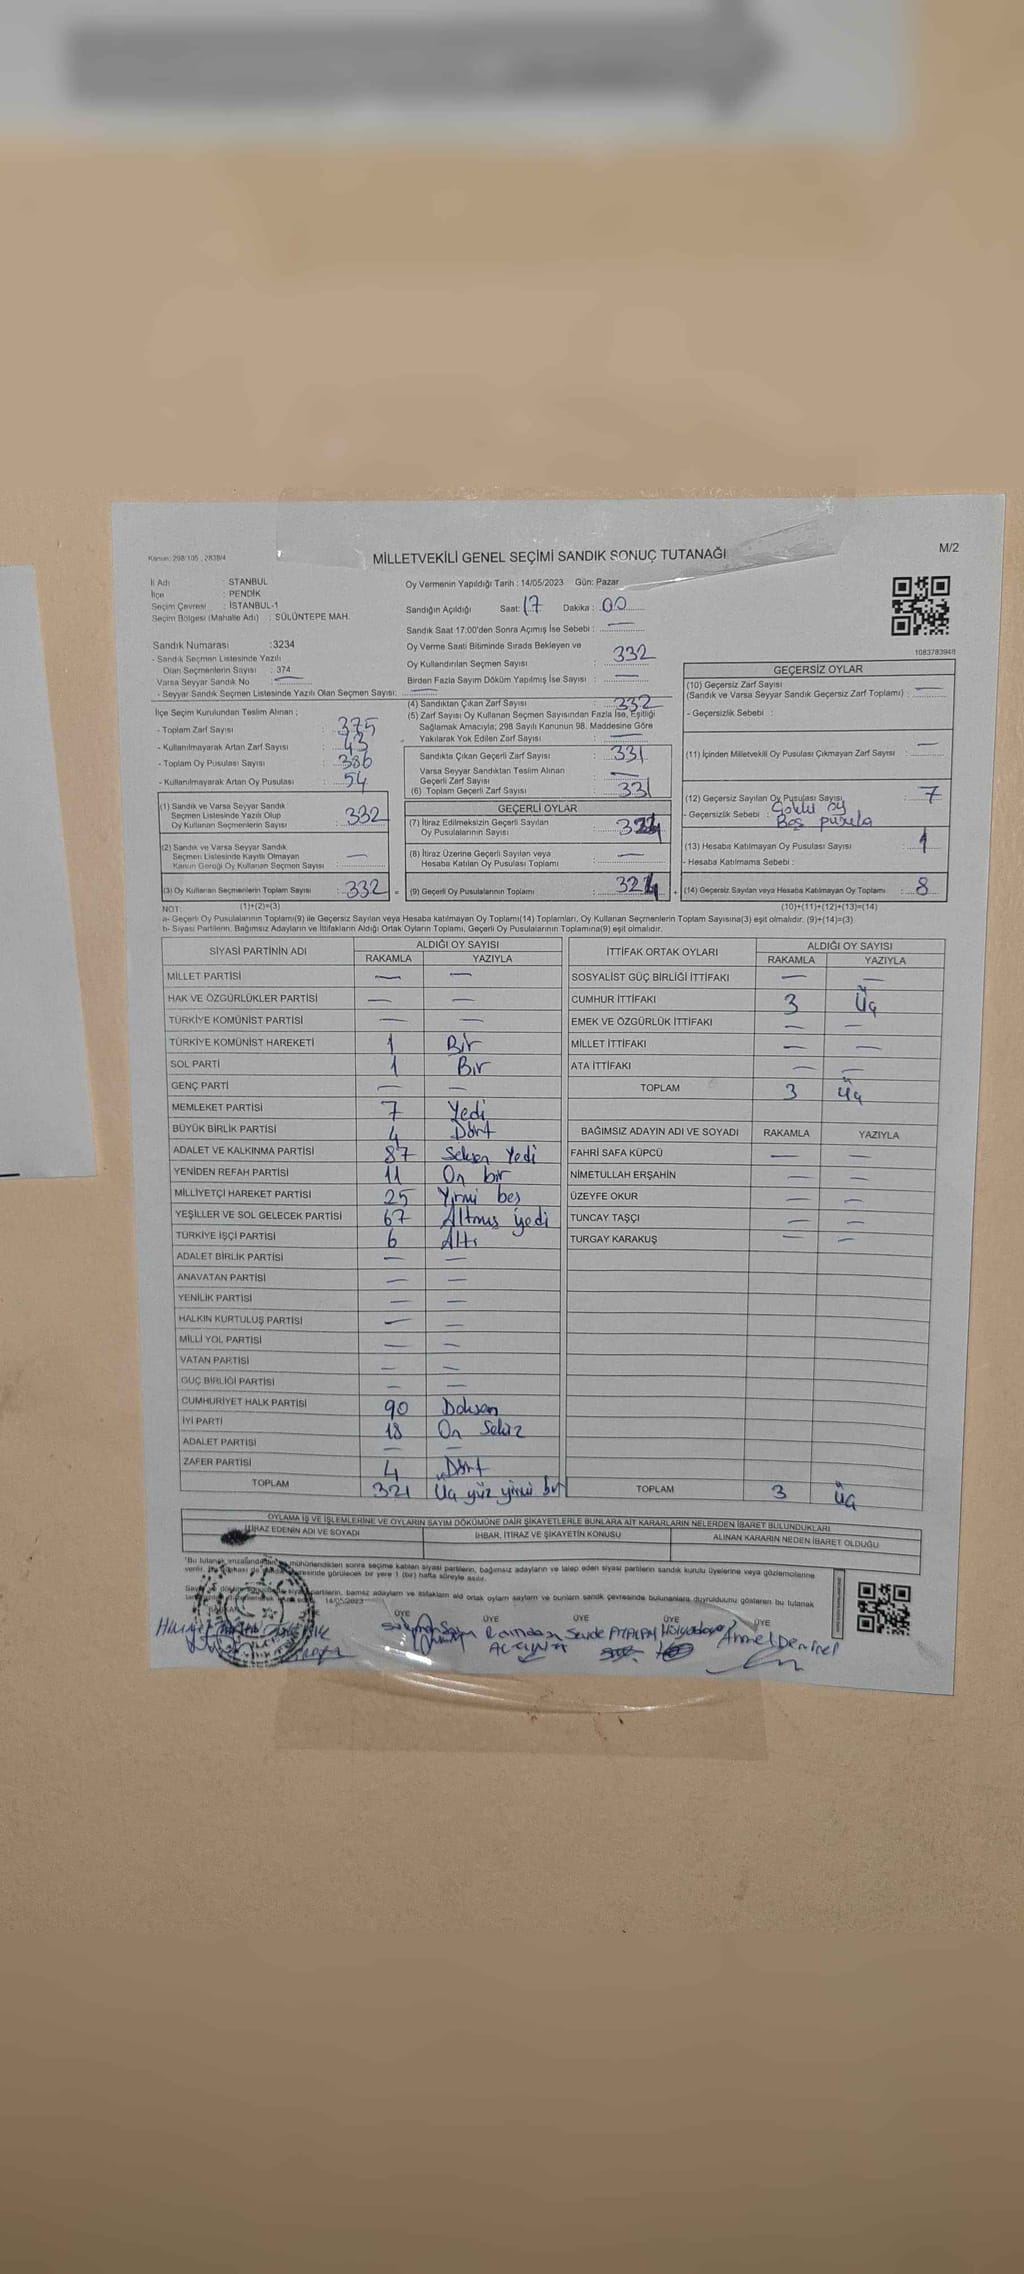 Kanun: 298/105 , 2839/4
MİLLETVEKİLİ GENEL SEÇİMİ SANDIK SONUÇ TUTANAĞI
M/2
İl Adı : STANBUL
İlçe : PENDİK
Seçim Çevresi : İSTANBUL-1
Seçim Bölgesi (Mahalle Adı) : SÜLÜNTEPE MAH.
Oy Vermenin Yapıldığı Tarih : 14/05/2023 Gün: Pazar
Sandığın Açıldığı Saat: 17 Dakika : 00
Sandık Saat 17:00'den Sonra Açımış İse Sebebi : —
Sandık Numarası :3234
- Sandık Seçmen Listesinde Yazılı
Olan Seçmenlerin Sayısı : 374
Varsa Seyyar Sandık No : —
- Seyyar Sandık Seçmen Listesinde Yazılı Olan Seçmen Sayısı: —
Oy Verme Saati Bitiminde Sırada Bekleyen ve
Oy Kullandırılan Seçmen Sayısı : 332
Birden Fazla Sayım Döküm Yapılmış İse Sayısı : —
1083783948
İlçe Seçim Kurulundan Teslim Alınan ;
- Toplam Zarf Sayısı : 375
- Kullanılmayarak Artan Zarf Sayısı : 43
- Toplam Oy Pusulası Sayısı : 386
- Kullanılmayarak Artan Oy Pusulası : 54
(4) Sandıktan Çıkan Zarf Sayısı : 332
(5) Zarf Sayısı Oy Kullanan Seçmen Sayısından Fazla İse, Eşitliği
Sağlamak Amacıyla; 298 Sayılı Kanunun 98. Maddesine Göre
Yakılarak Yok Edilen Zarf Sayısı : —
Sandıkta Çıkan Geçerli Zarf Sayısı : 331
Varsa Seyyar Sandıktan Teslim Alınan
Geçerli Zarf Sayısı : —
(6) Toplam Geçerli Zarf Sayısı : 331
GEÇERSİZ OYLAR
(10) Geçersiz Zarf Sayısı
(Sandık ve Varsa Seyyar Sandık Geçersiz Zarf Toplamı) : —
- Geçersizlik Sebebi :
(11) İçinden Milletvekil Oy Pusulası Çıkmayan Zarf Sayısı : —
(12) Geçersiz Sayılan Oy Pusulası Sayısı : 7
- Geçersizlik Sebebi : Çoklu oy
Boş pusula
(13) Hesaba Katılmayan Oy Pusulası Sayısı : 1
- Hesaba Katılmama Sebebi :
(14) Geçersiz Sayılan veya Hesaba Katılmayan Oy Toplamı : 8
(1) Sandık ve Varsa Seyyar Sandık
Seçmen Listesinde Yazılı Olup
Oy Kullanan Seçmenlerin Sayısı : 332
(2) Sandık ve Varsa Seyyar Sandık
Seçmen Listesinde Kayıtlı Olmayan
Kanun Gereği Oy Kullanan Seçmen Sayısı : —
(3) Oy Kullanan Seçmenlerin Toplam Sayısı : 332
(1)+(2)=(3)
GEÇERLİ OYLAR
(7) İtiraz Edilmeksizin Geçerli Sayılan
Oy Pusulalarının Sayısı : 324
(8) İtiraz Üzerine Geçerli Sayılan veya
Hesaba Katılan Oy Pusulası Toplamı : —
(9) Geçerli Oy Pusulalarının Toplamı : 324
(10)+(11)+(12)+(13)=(14)
NOT:
a- Geçerli Oy Pusulalarının Toplamı(9) ile Geçersiz Sayılan veya Hesaba katılmayan Oy Toplamı(14) Toplamları, Oy Kullanan Seçmenlerin Toplam Sayısına(3) eşit olmalıdır. (9)+(14)=(3)
b- Siyasi Partilerin, Bağımsız Adayların ve İttifakların Aldığı Ortak Oyların Toplamı, Geçerli Oy Pusulalarının Toplamına(9) eşit olmalıdır.
SİYASİ PARTİNİN ADI
ALDIĞI OY SAYISI
RAKAMLA YAZIYLA
MİLLET PARTİSİ — —
HAK VE ÖZGÜRLÜKLER PARTİSİ — —
TÜRKİYE KOMÜNİST PARTİSİ — —
TÜRKİYE KOMÜNİST HAREKETİ 1 Bir
SOL PARTİ 1 Bir
GENÇ PARTİ — —
MEMLEKET PARTİSİ 7 Yedi
BÜYÜK BİRLİK PARTİSİ 4 Dört
ADALET VE KALKINMA PARTİSİ 87 Seksen Yedi
YENİDEN REFAH PARTİSİ 11 On bir
MİLLİYETÇİ HAREKET PARTİSİ 25 Yirmi beş
YEŞİLLER VE SOL GELECEK PARTİSİ 67 Altmış yedi
TÜRKİYE İŞÇİ PARTİSİ 6 Altı
ADALET BİRLİK PARTİSİ — —
ANAVATAN PARTİSİ — —
YENİLİK PARTİSİ — —
HALKIN KURTULUŞ PARTİSİ — —
MİLLİ YOL PARTİSİ — —
VATAN PARTİSİ — —
GÜÇ BİRLİĞİ PARTİSİ — —
CUMHURİYET HALK PARTİSİ 90 Doksan
İYİ PARTİ 18 On Sekiz
ADALET PARTİSİ — —
ZAFER PARTİSİ 4 Dört
TOPLAM 321 Üç yüz yirmi bir
İTTİFAK ORTAK OYLARI
ALDIĞI OY SAYISI
RAKAMLA YAZIYLA
SOSYALİST GÜÇ BİRLİĞİ İTTİFAKI — —
CUMHUR İTTİFAKI 3 Üç
EMEK VE ÖZGÜRLÜK İTTİFAKI — —
MİLLET İTTİFAKI — —
ATA İTTİFAKI — —
TOPLAM 3 Üç
BAĞIMSIZ ADAYIN ADI VE SOYADI RAKAMLA YAZIYLA
FAHRİ SAFA KÜPCÜ — —
NİMETULLAH ERŞAHİN — —
ÜZEYFE OKUR — —
TUNCAY TAŞÇI — —
TURGAY KARAKUŞ — —
TOPLAM 3 Üç
OYLAMA İŞ VE İŞLEMLERİNE VE OYLARIN SAYIM DÖKÜMÜNE DAİR ŞİKAYETLERLE BUNLARA AİT KARARLARIN NELERDEN İBARET BULUNDUKLARI
İTİRAZ EDENİN ADI VE SOYADI
İHBAR, İTİRAZ VE ŞİKAYETİN KONUSU
ALINAN KARARIN NEDEN İBARET OLDUĞU
"Bu tutanak mühürlendikten sonra seçime katılan siyasi partilerin, bağımsız adayların ve talep eden siyasi partilerin sandık kurulu üyelerine veya gözlemcilerine
verilir. görülecek bir yere 1 (bir) hafta süreyle asılır.
bunların sandık çevresinde bulunanlara duyurulduğunu gösteren bu tutanak
14/05/2023
ÜYE ÜYE ÜYE ÜYE ÜYE
Ramazan Sevde Ahmet Demirel